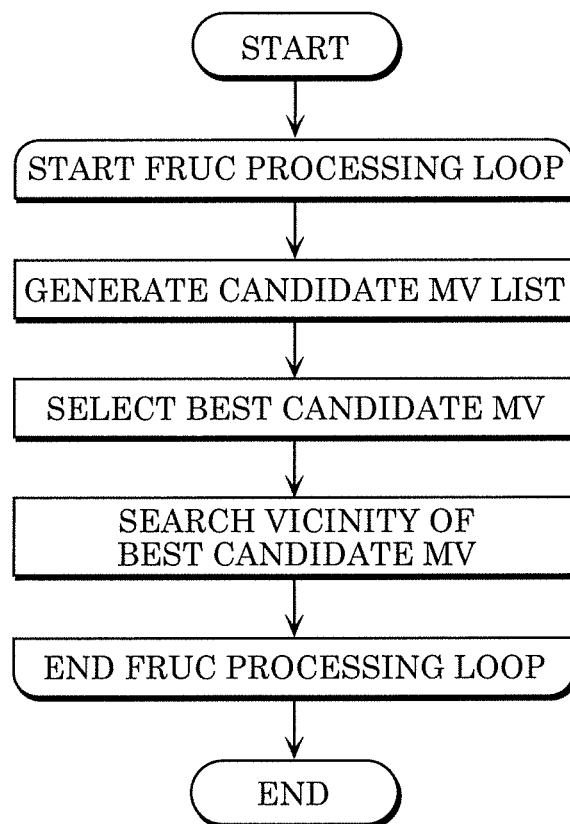 START
START FRUC PROCESSING LOOP
GENERATE CANDIDATE MV LIST
SELECT BEST CANDIDATE MV
SEARCH VICINITY OF
BEST CANDIDATE MV
END FRUC PROCESSING LOOP
END